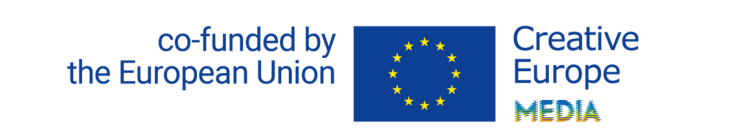 co-funded by
the European Union
Creative
Europe
MEDIA